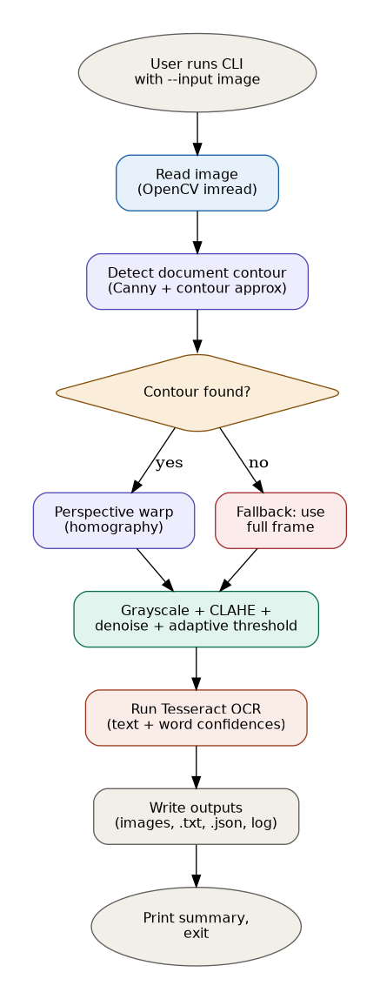 User runs CLI
with --input image
Read image
(OpenCV imread)
Detect document contour
(Canny + contour approx)
Contour found?
yes
no
Perspective warp
(homography)
Fallback: use
full frame
Grayscale + CLAHE +
denoise + adaptive threshold
Run Tesseract OCR
(text + word confidences)
Write outputs
(images, .txt, .json, log)
Print summary,
exit